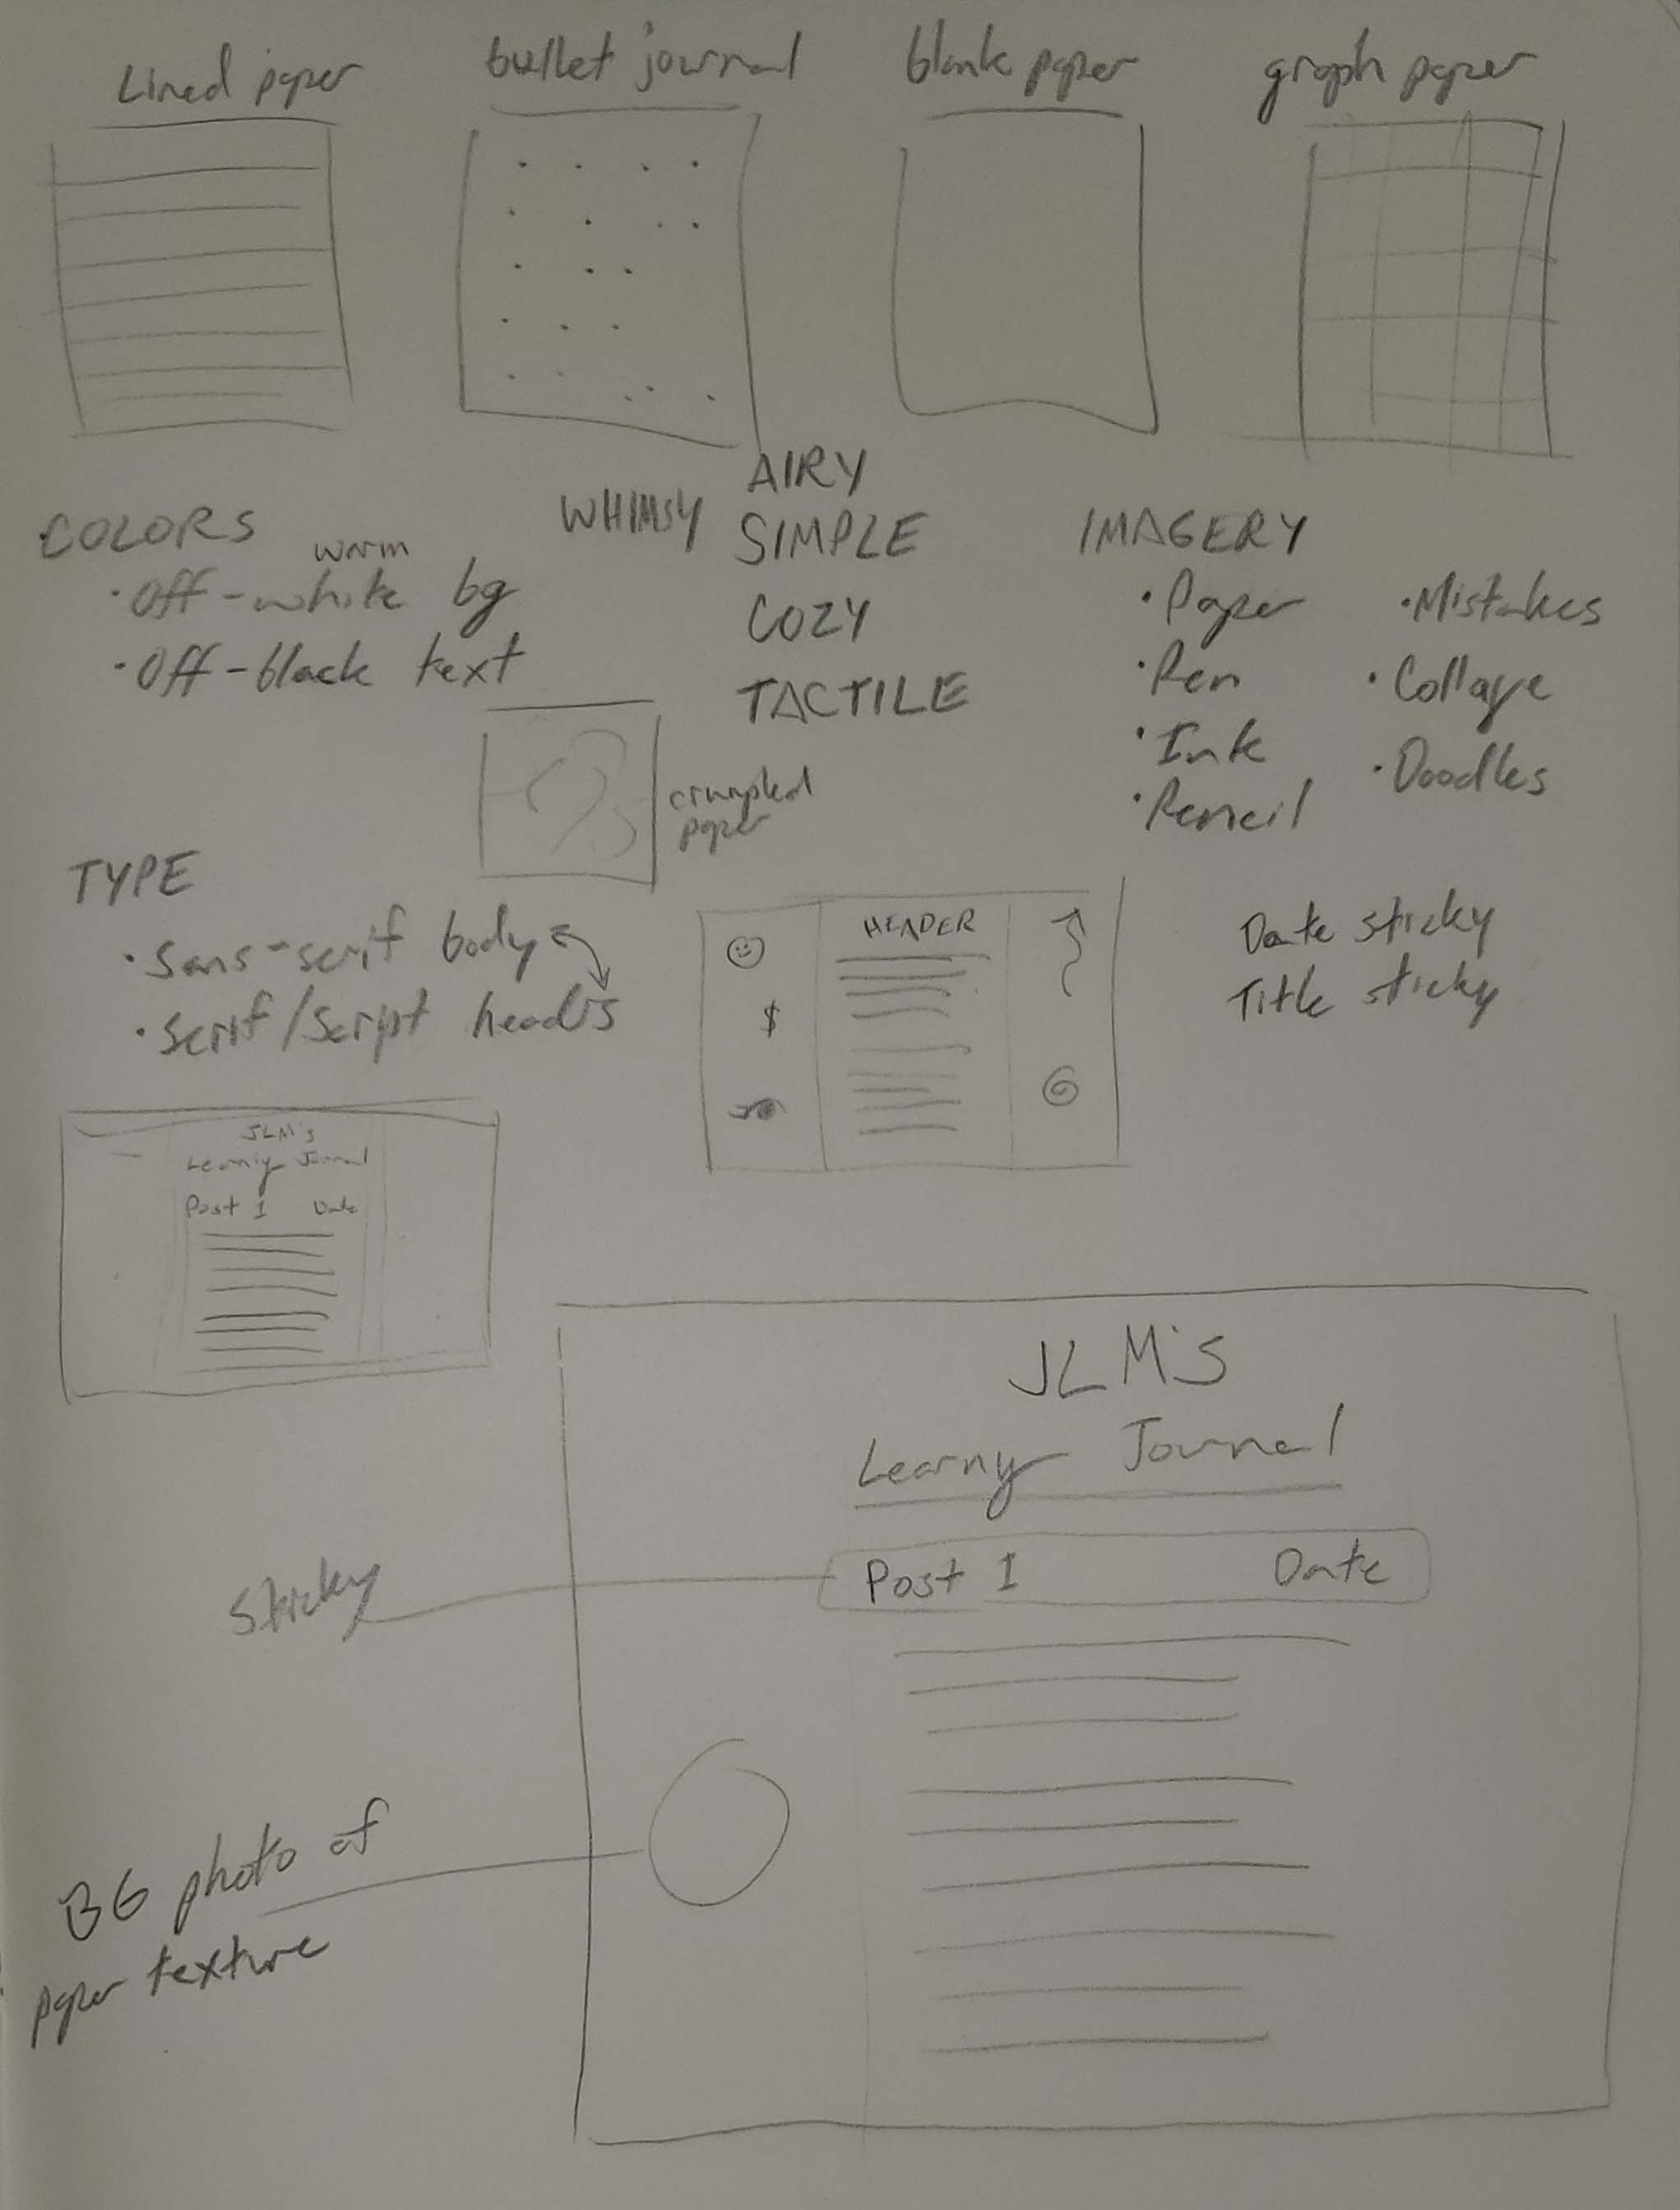 Lined paper
bullet journal
blank paper
graph paper
COLORS
warm
• Off-white bg
• Off-black text
WHIMSY
AIRY
SIMPLE
COZY
TACTILE
IMAGERY
• Paper
• Pen
• Ink
• Pencil
• Mistakes
• Collage
• Doodles
crumpled
paper
TYPE
• Sans-serif body
• Serif/Script headers
HEADER
$
Date sticky
Title sticky
JLM's
Learning Journal
Post 1 Date
JLM's
Learning Journal
Post 1 Date
Sticky
BG photo of
paper texture